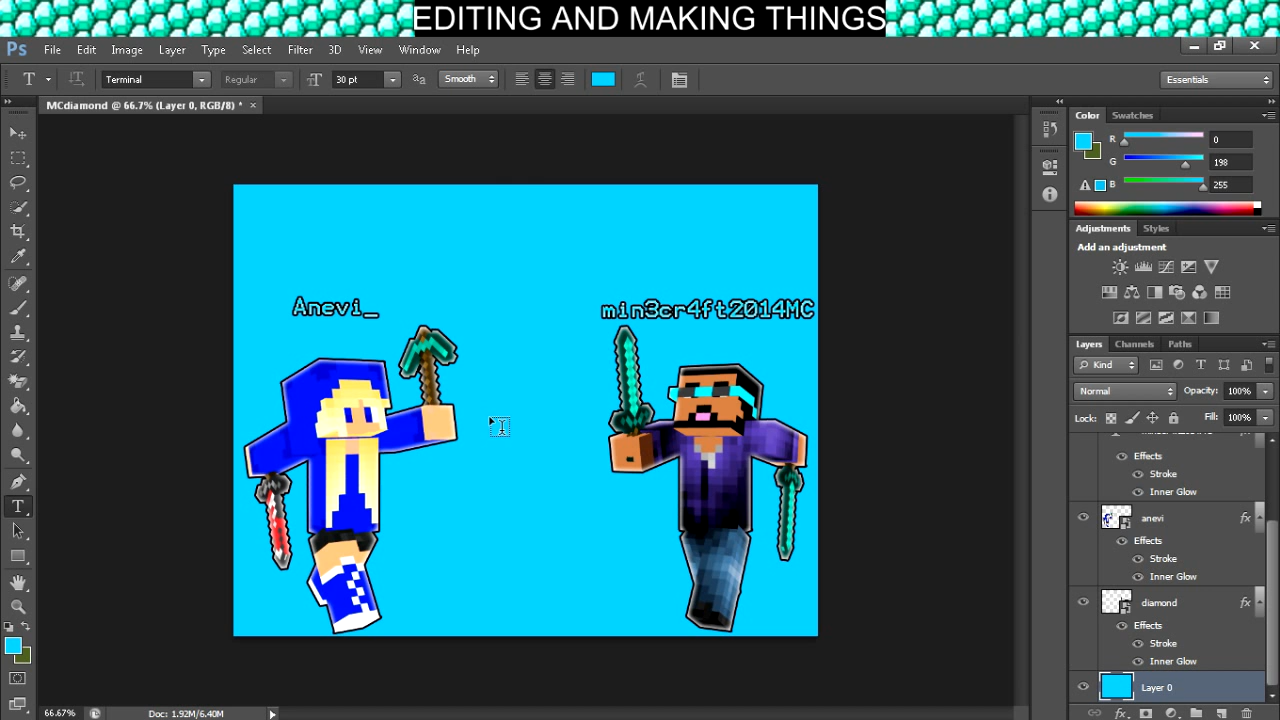 EDITING AND MAKING THINGS
Ps File Edit Image Layer Type Select Filter 3D View Window Help
T Terminal Regular 30 pt Smooth Essentials
MCdiamond @ 66.7% (Layer 0, RGB/8) *
Color Swatches
R 0
G 198
B 255
Adjustments Styles
Add an adjustment
Anevi_
min3cr4ft2014MC
Layers Channels Paths
Kind
Normal Opacity: 100%
Lock: Fill: 100%
Effects
Stroke
Inner Glow
anevi fx
Effects
Stroke
Inner Glow
diamond fx
Effects
Stroke
Inner Glow
Layer 0
66.67% Doc: 1.92M/6.40M